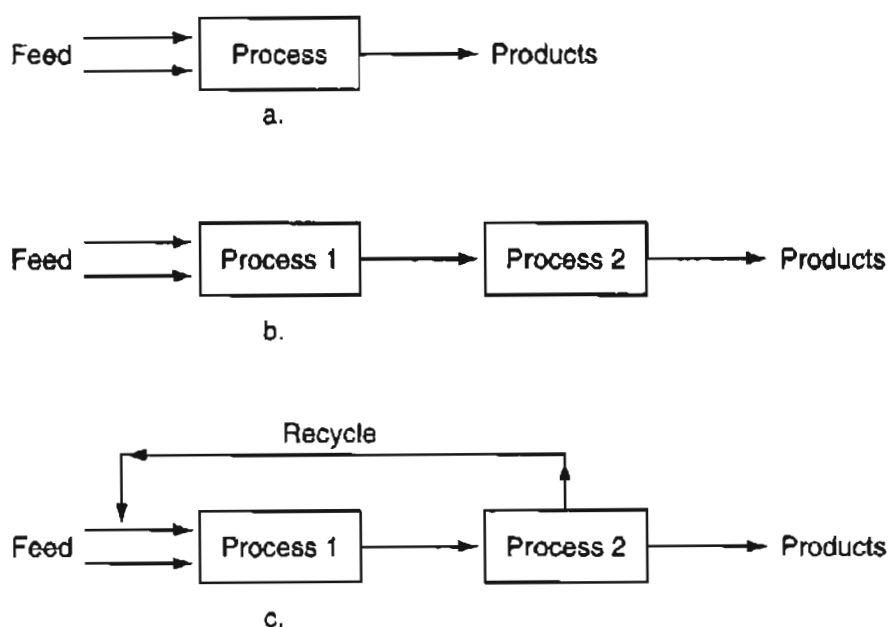 Feed Process Products
a.
Feed Process 1 Process 2 Products
b.
Recycle
Feed Process 1 Process 2 Products
c.